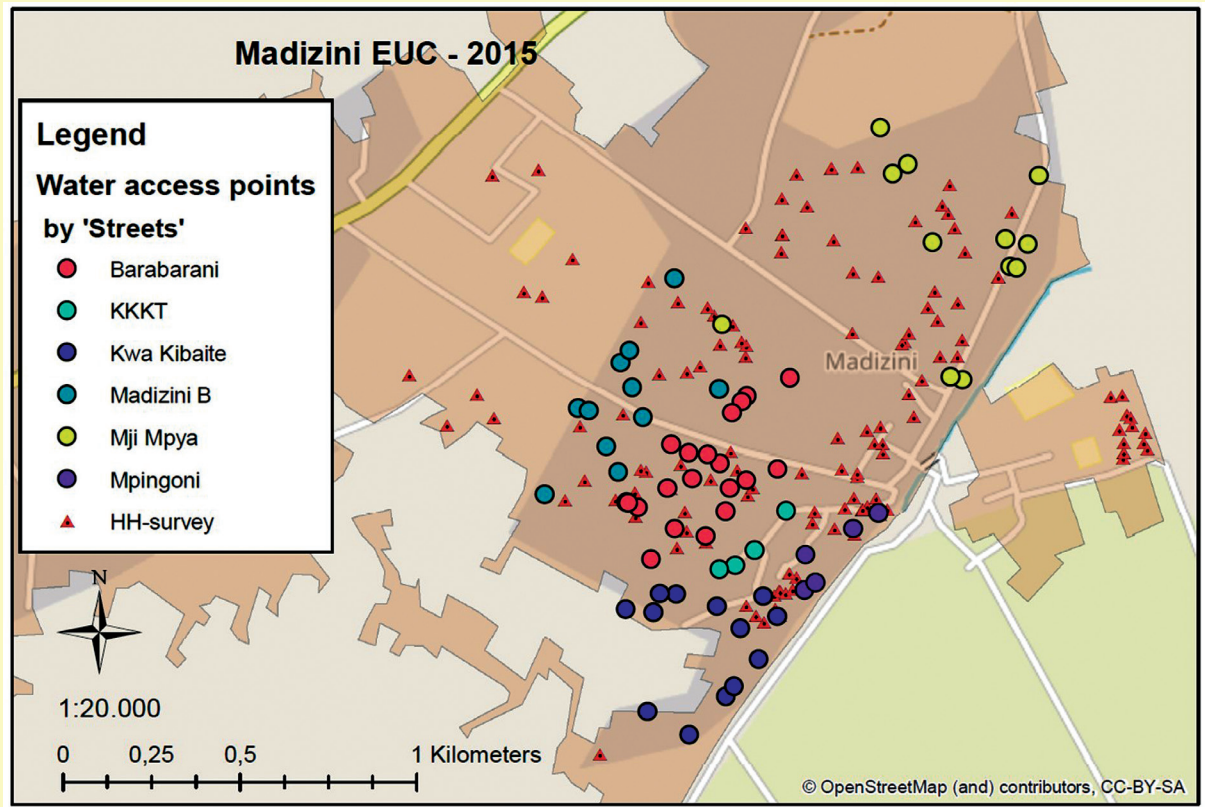 Madizini EUC - 2015
Legend
Water access points
by 'Streets'
Barabarani
KKKT
Kwa Kibaite
Madizini B
Mji Mpya
Mpingoni
HH-survey
Madizini
N
1:20.000
0 0,25 0,5 1 Kilometers
© OpenStreetMap (and) contributors, CC-BY-SA